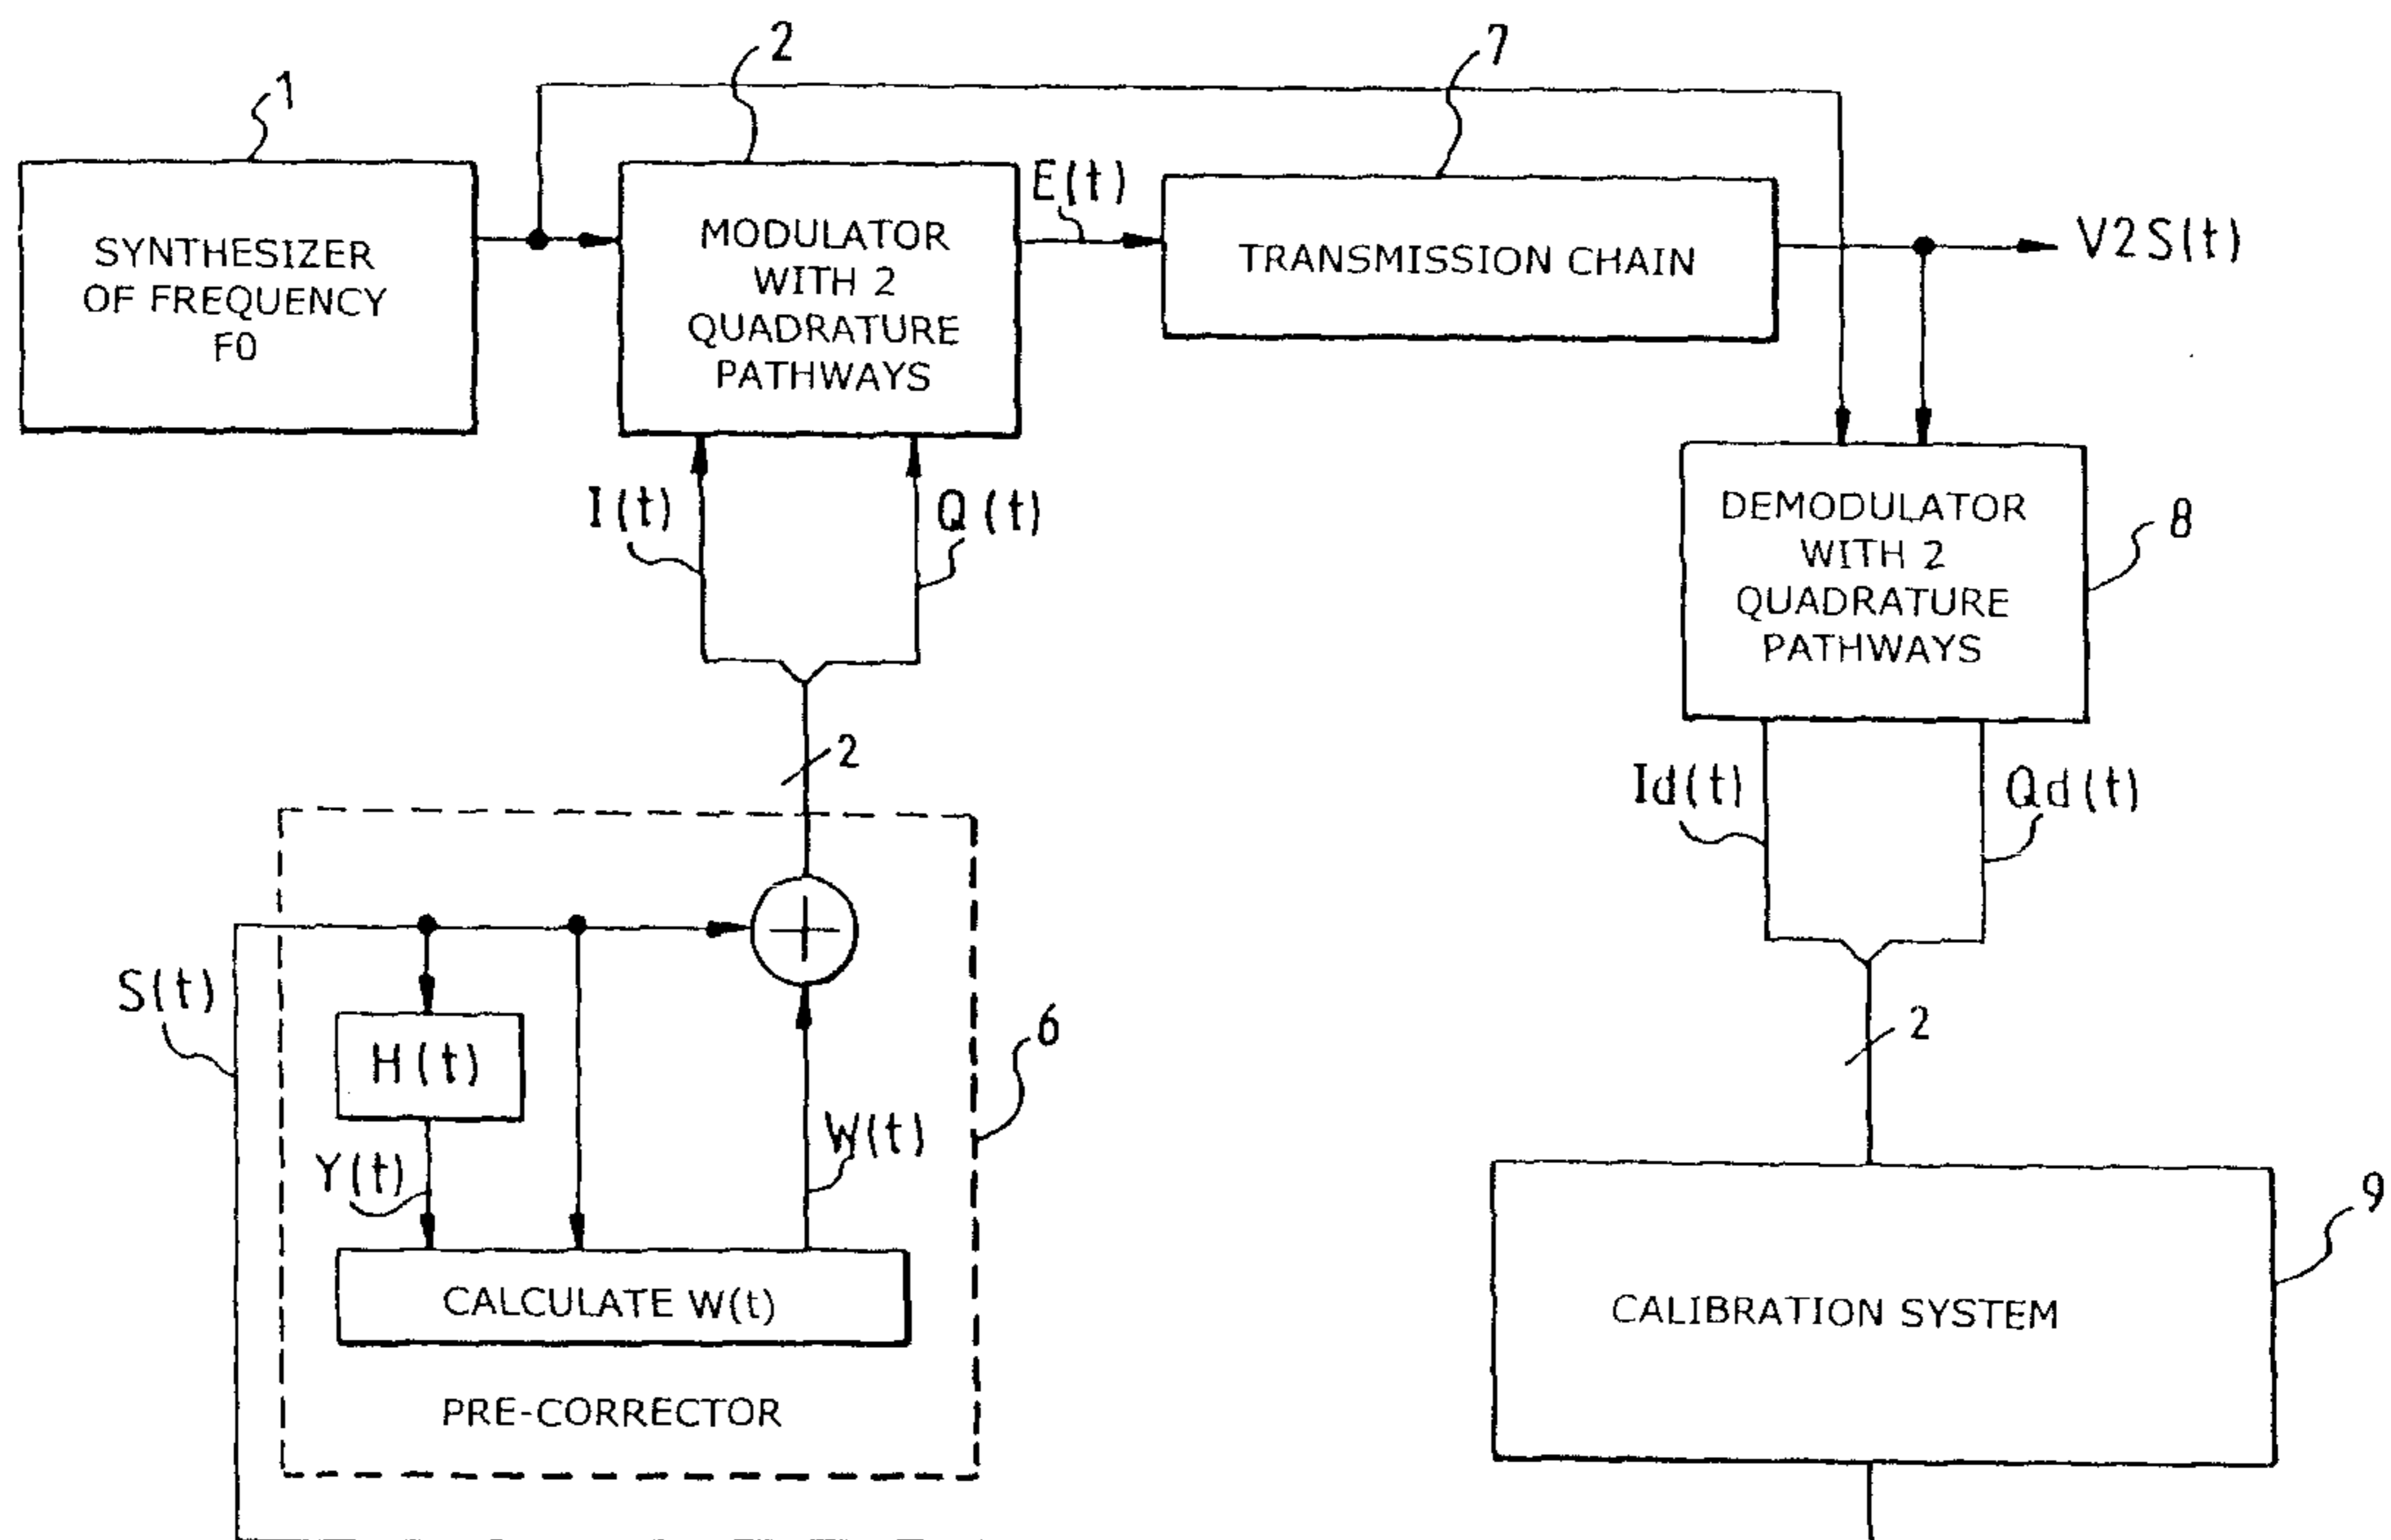 1
2
7
SYNTHESIZER
OF FREQUENCY
F0
MODULATOR
WITH 2
QUADRATURE
PATHWAYS
E(t)
TRANSMISSION CHAIN
V2S(t)
I(t)
Q(t)
DEMODULATOR
WITH 2
QUADRATURE
PATHWAYS
8
2
Id(t)
Qd(t)
S(t)
H(t)
6
2
Y(t)
W(t)
CALCULATE W(t)
PRE-CORRECTOR
9
CALIBRATION SYSTEM